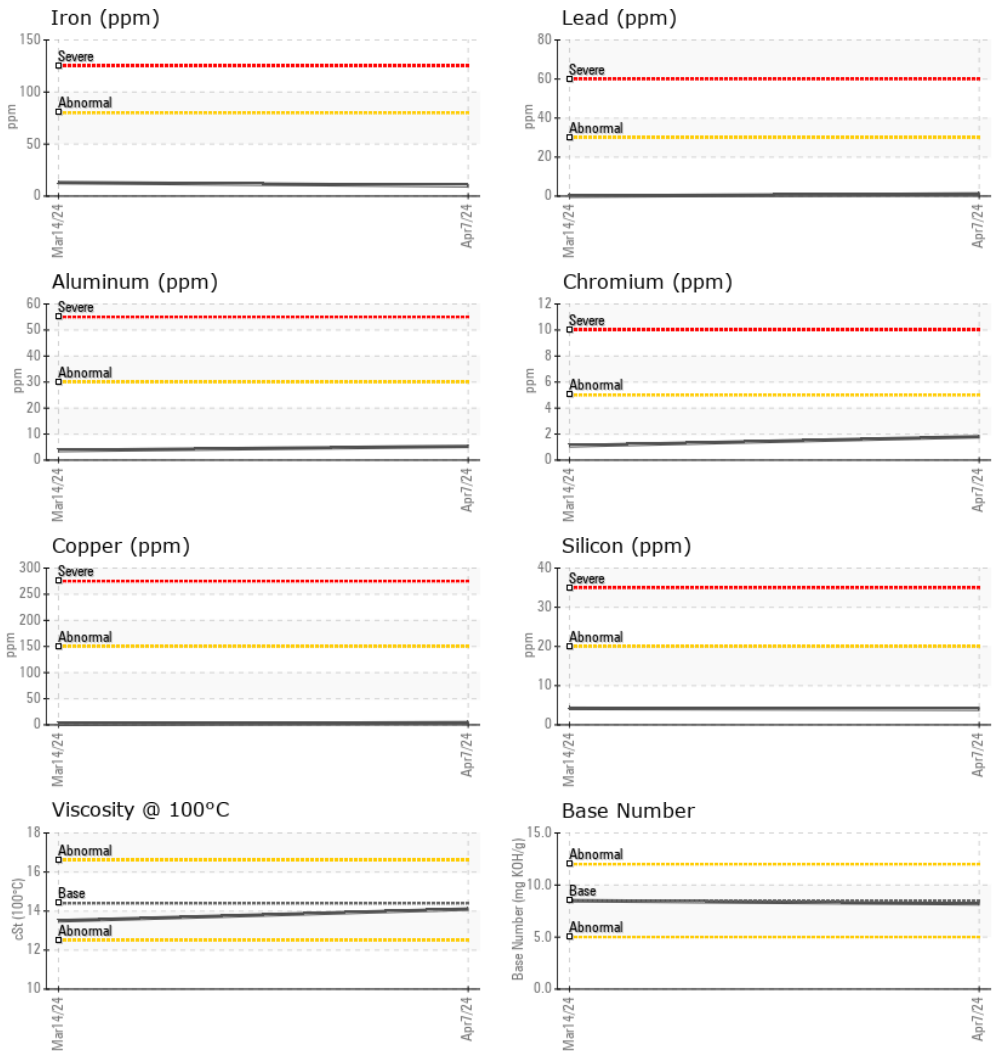 Iron (ppm)
150
100
50
0
ppm
Severe
Abnormal
Mar14/24
Apr7/24
Lead (ppm)
80
60
40
20
0
ppm
Severe
Abnormal
Mar14/24
Apr7/24
Aluminum (ppm)
60
50
40
30
20
10
0
ppm
Severe
Abnormal
Mar14/24
Apr7/24
Chromium (ppm)
12
10
8
6
4
2
0
ppm
Severe
Abnormal
Mar14/24
Apr7/24
Copper (ppm)
300
250
200
150
100
50
0
ppm
Severe
Abnormal
Mar14/24
Apr7/24
Silicon (ppm)
40
30
20
10
0
ppm
Severe
Abnormal
Mar14/24
Apr7/24
Viscosity @ 100°C
18
16
14
12
10
cSt (100°C)
Abnormal
Base
Abnormal
Mar14/24
Apr7/24
Base Number
15.0
10.0
5.0
0.0
Base Number (mg KOH/g)
Abnormal
Base
Abnormal
Mar14/24
Apr7/24